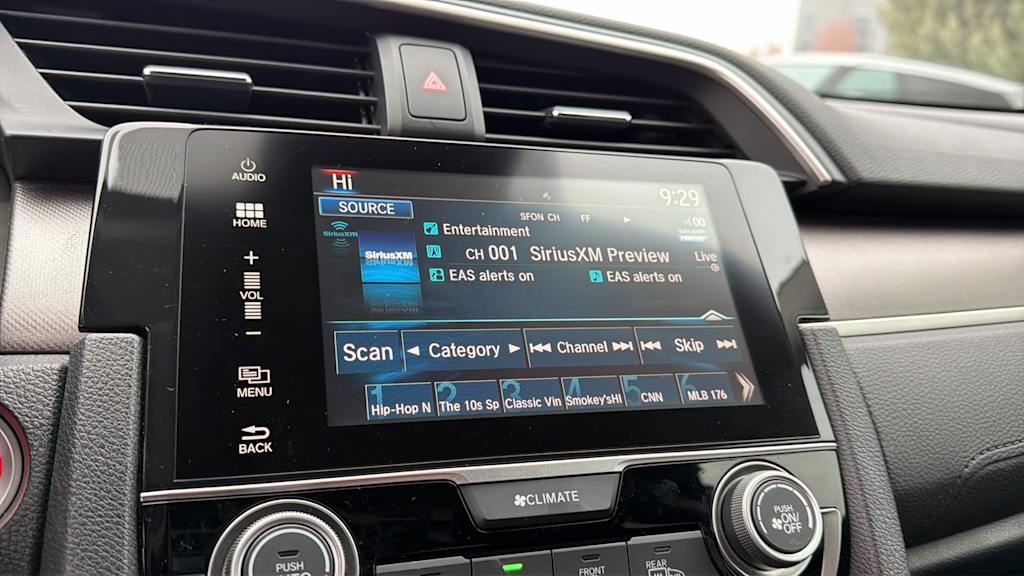 AUDIO
HOME
+
VOL
−
MENU
BACK
Hi
9:29
SOURCE
SFON CH FF
SiriusXM
SiriusXM
Entertainment
00
CH 001 SiriusXM Preview
Live
EAS alerts on
EAS alerts on
Scan
Category
Channel
Skip
1 Hip-Hop N
2 The 10s Sp
3 Classic Vin
4 Smokey'sHI
5 CNN
6 MLB 176
CLIMATE
PUSH
PUSH
ON/
OFF
FRONT
REAR